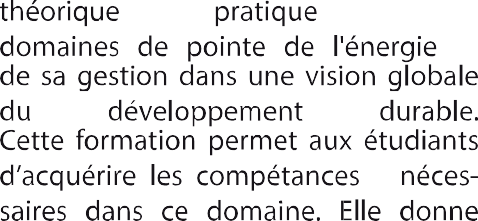 théorique pratique
domaines de pointe de l'énergie
de sa gestion dans une vision globale
du développement durable.
Cette formation permet aux étudiants
d’acquérire les compétances néces-
saires dans ce domaine. Elle donne